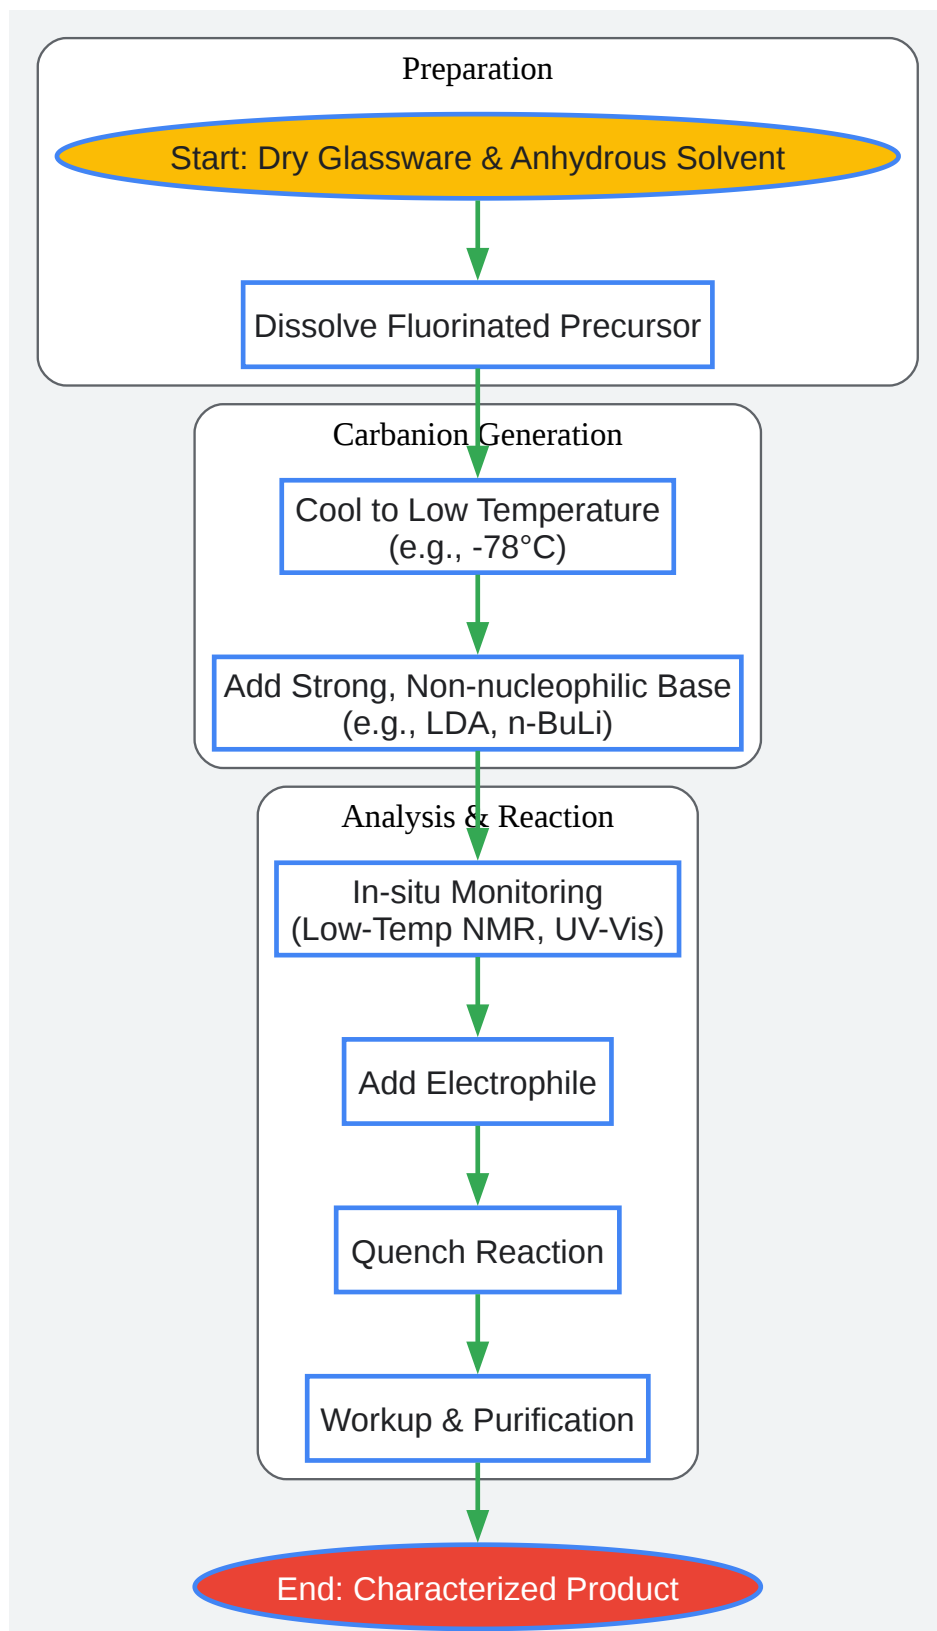 Preparation
Start: Dry Glassware & Anhydrous Solvent
Dissolve Fluorinated Precursor
Carbanion Generation
Cool to Low Temperature
(e.g., -78°C)
Add Strong, Non-nucleophilic Base
(e.g., LDA, n-BuLi)
Analysis & Reaction
In-situ Monitoring
(Low-Temp NMR, UV-Vis)
Add Electrophile
Quench Reaction
Workup & Purification
End: Characterized Product